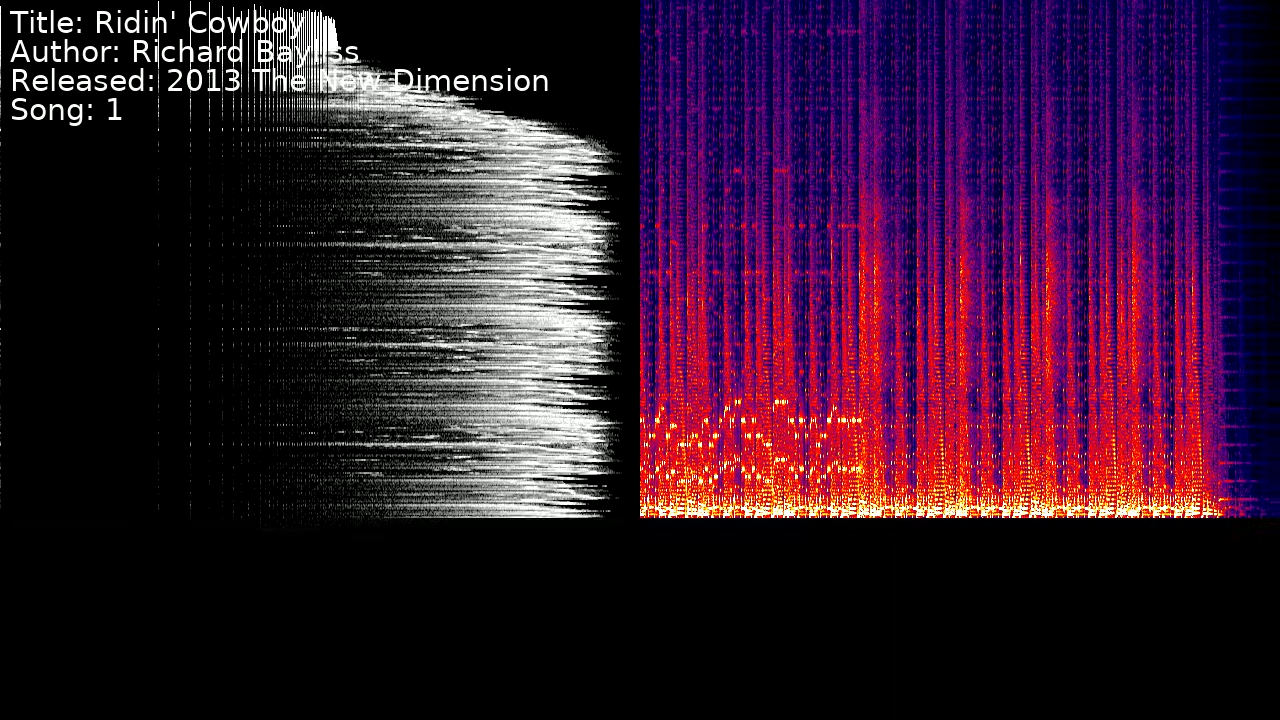 Title: Ridin' Cowboy
Author: Richard Bayliss
Released: 2013 The New Dimension
Song: 1